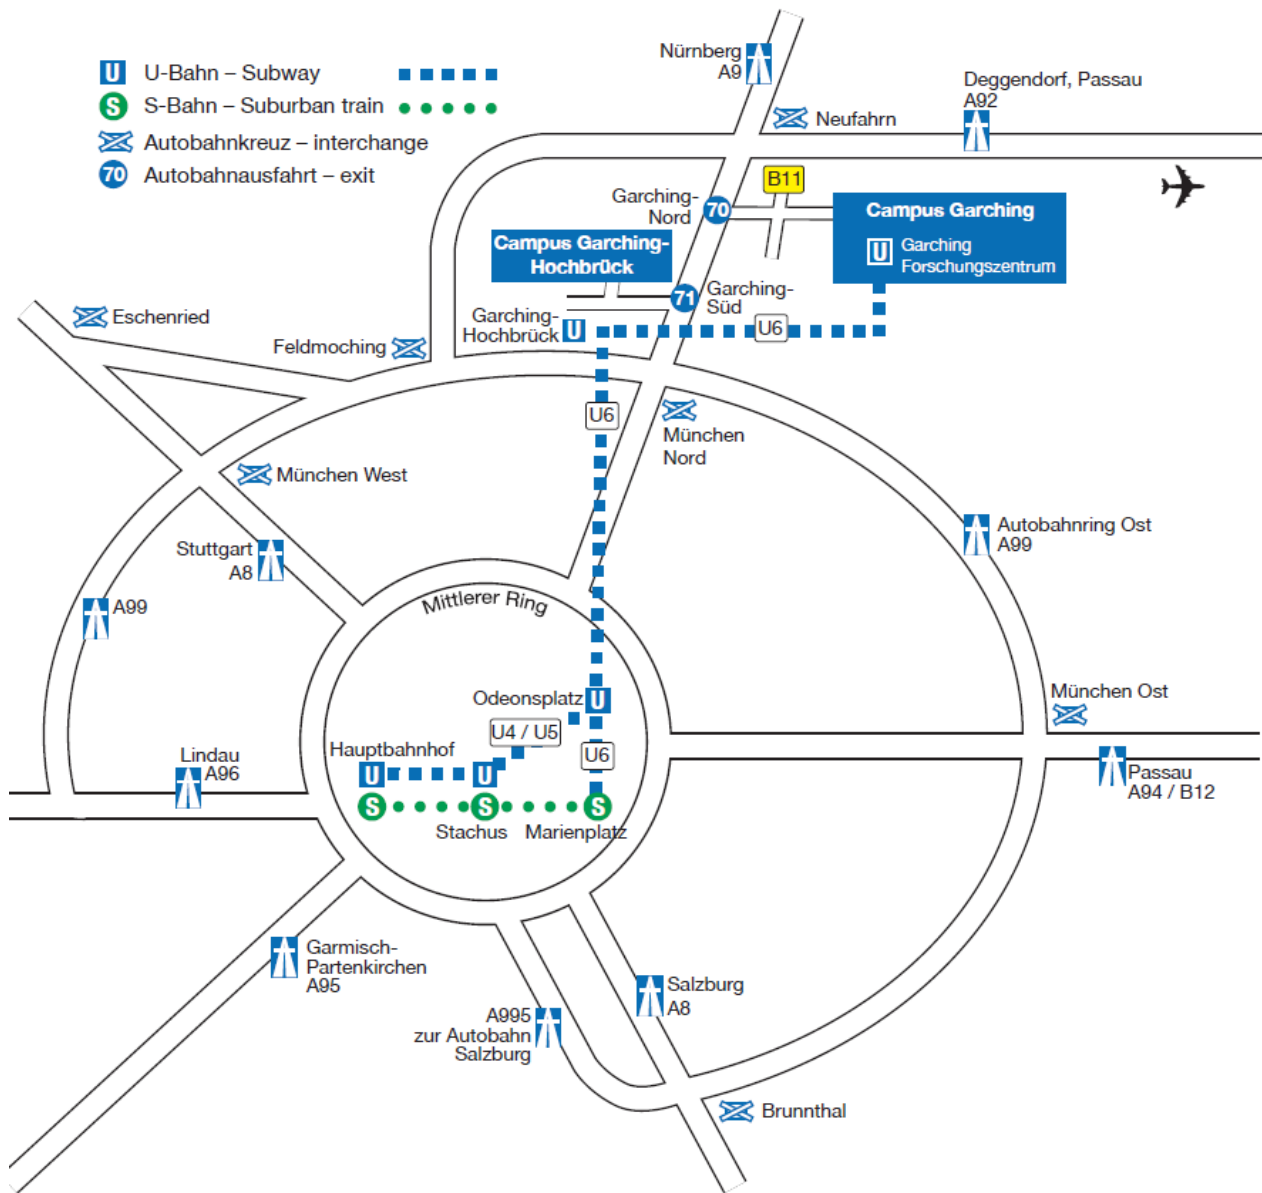 U U-Bahn – Subway
S S-Bahn – Suburban train
Autobahnkreuz – interchange
70 Autobahnausfahrt – exit
Nürnberg
A9
Neufahrn
Deggendorf, Passau
A92
B11
Garching-
Nord
70
Campus Garching
U Garching
Forschungszentrum
Campus Garching-
Hochbrück
71
Garching-
Süd
Garching-
Hochbrück
U
U6
Eschenried
Feldmoching
U6
München
Nord
München West
Stuttgart
A8
Autobahnring Ost
A99
A99
Mittlerer Ring
Odeonsplatz
U
U4 / U5
U6
Hauptbahnhof
U
U
S
S
S
Stachus
Marienplatz
München Ost
Lindau
A96
Passau
A94 / B12
Garmisch-
Partenkirchen
A95
Salzburg
A8
A995
zur Autobahn
Salzburg
Brunnthal